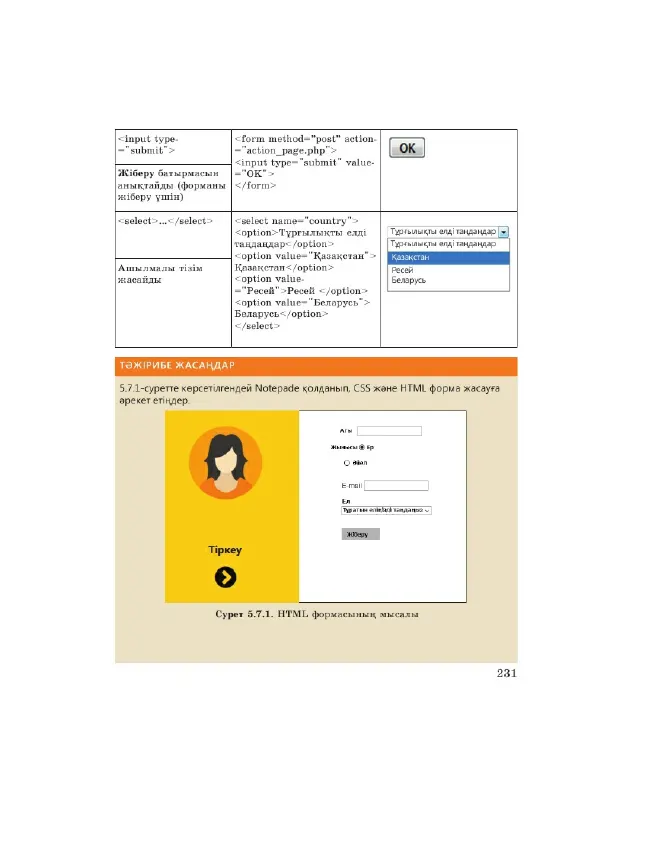 <input type-
="submit">
Жіберу батырмасын
анықтайды (форманы
жіберу үшін)
<form method="post" action-
="action_page.php">
<input type="submit" value-
="OK">
</form>
OK
<select>...</select>
Ашылмалы тізім
жасайды
<select name="country">
<option>Тұрғылықты елді
таңдаңдар</option>
<option value="Қазақстан">
Қазақстан</option>
<option value-
="Ресей">Ресей </option>
<option value="Беларусь">
Беларусь</option>
</select>
Тұрғылықты елді таңдаңдар
Тұрғылықты елді таңдаңдар
Қазақстан
Ресей
Беларусь
ТӘЖІРИБЕ ЖАСАҢДАР
5.7.1-суретте көрсетілгендей Notepade қолданып, CSS және HTML форма жасауға
әрекет етіңдер.
Аты
Жынысы Ер
Әйел
E-mail
Ел
Тұратын еліңізді таңдаңыз
Жіберу
Тіркеу
Сурет 5.7.1. HTML формасының мысалы
231